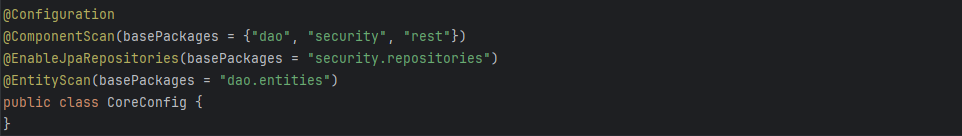 @Configuration
@ComponentScan(basePackages = {"dao", "security", "rest"})
@EnableJpaRepositories(basePackages = "security.repositories")
@EntityScan(basePackages = "dao.entities")
public class CoreConfig {
}